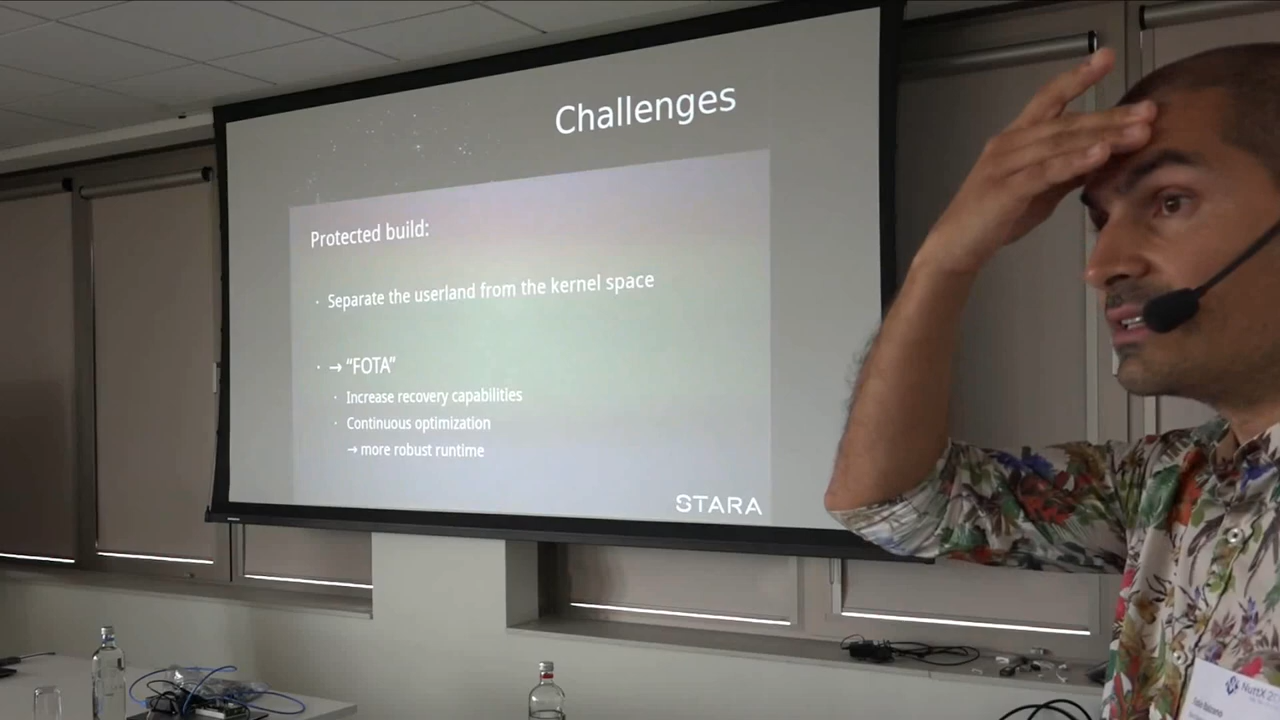 Challenges
Protected build:
· Separate the userland from the kernel space
· → “FOTA”
· Increase recovery capabilities
· Continuous optimization
→ more robust runtime
STARA
NuttX